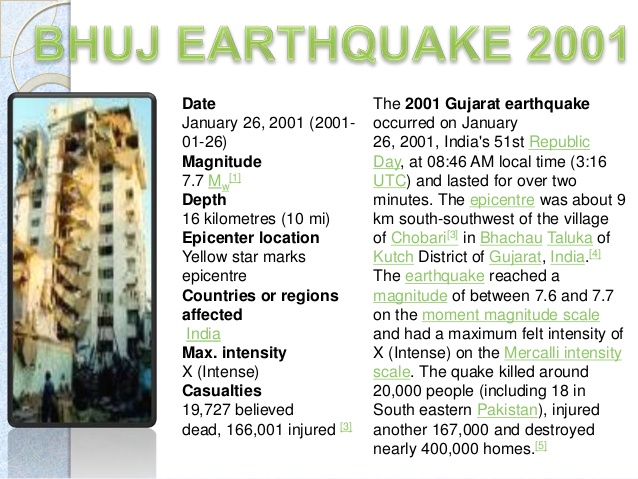 BHUJ EARTHQUAKE 2001
Date
January 26, 2001 (2001-
01-26)
Magnitude
7.7 Mw[1]
Depth
16 kilometres (10 mi)
Epicenter location
Yellow star marks
epicentre
Countries or regions
affected
India
Max. intensity
X (Intense)
Casualties
19,727 believed
dead, 166,001 injured [3]
The 2001 Gujarat earthquake
occurred on January
26, 2001, India's 51st Republic
Day, at 08:46 AM local time (3:16
UTC) and lasted for over two
minutes. The epicentre was about 9
km south-southwest of the village
of Chobari[3] in Bhachau Taluka of
Kutch District of Gujarat, India.[4]
The earthquake reached a
magnitude of between 7.6 and 7.7
on the moment magnitude scale
and had a maximum felt intensity of
X (Intense) on the Mercalli intensity
scale. The quake killed around
20,000 people (including 18 in
South eastern Pakistan), injured
another 167,000 and destroyed
nearly 400,000 homes.[5]